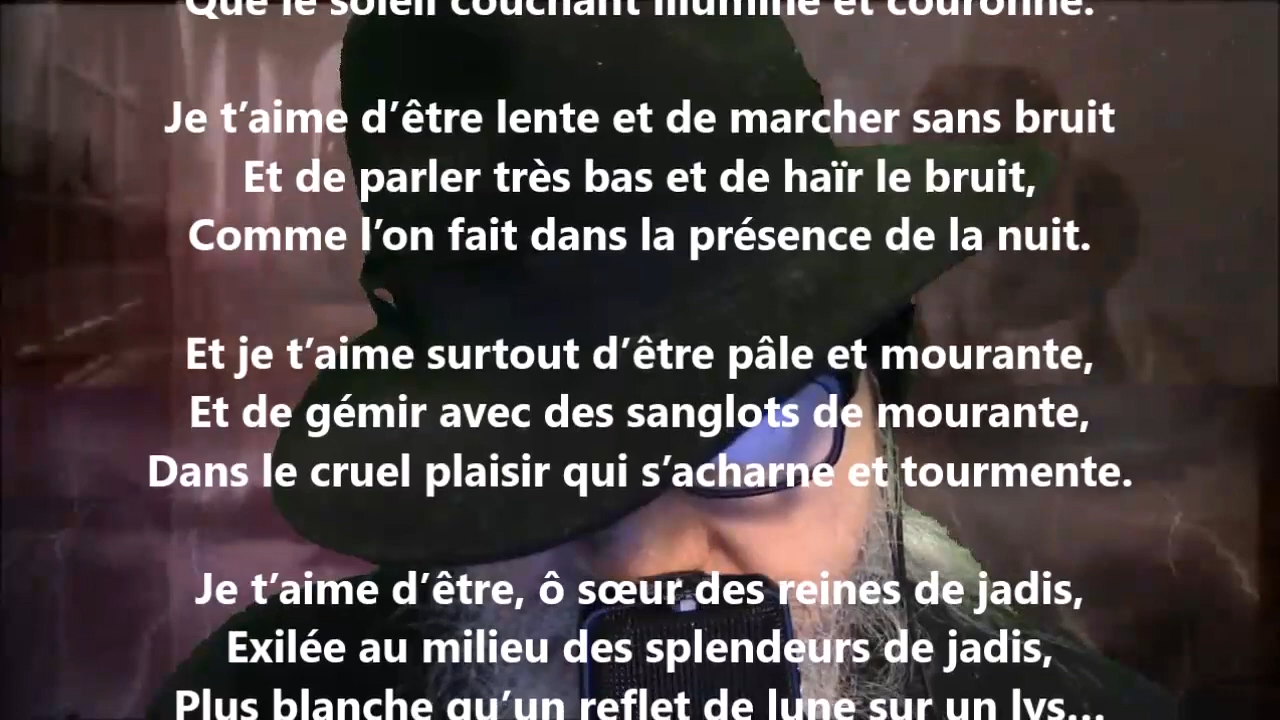 Que le soleil couchant illumine et couronne.
Je t’aime d’être lente et de marcher sans bruit
Et de parler très bas et de haïr le bruit,
Comme l’on fait dans la présence de la nuit.
Et je t’aime surtout d’être pâle et mourante,
Et de gémir avec des sanglots de mourante,
Dans le cruel plaisir qui s’acharne et tourmente.
Je t’aime d’être, ô sœur des reines de jadis,
Exilée au milieu des splendeurs de jadis,
Plus blanche qu’un reflet de lune sur un lys…